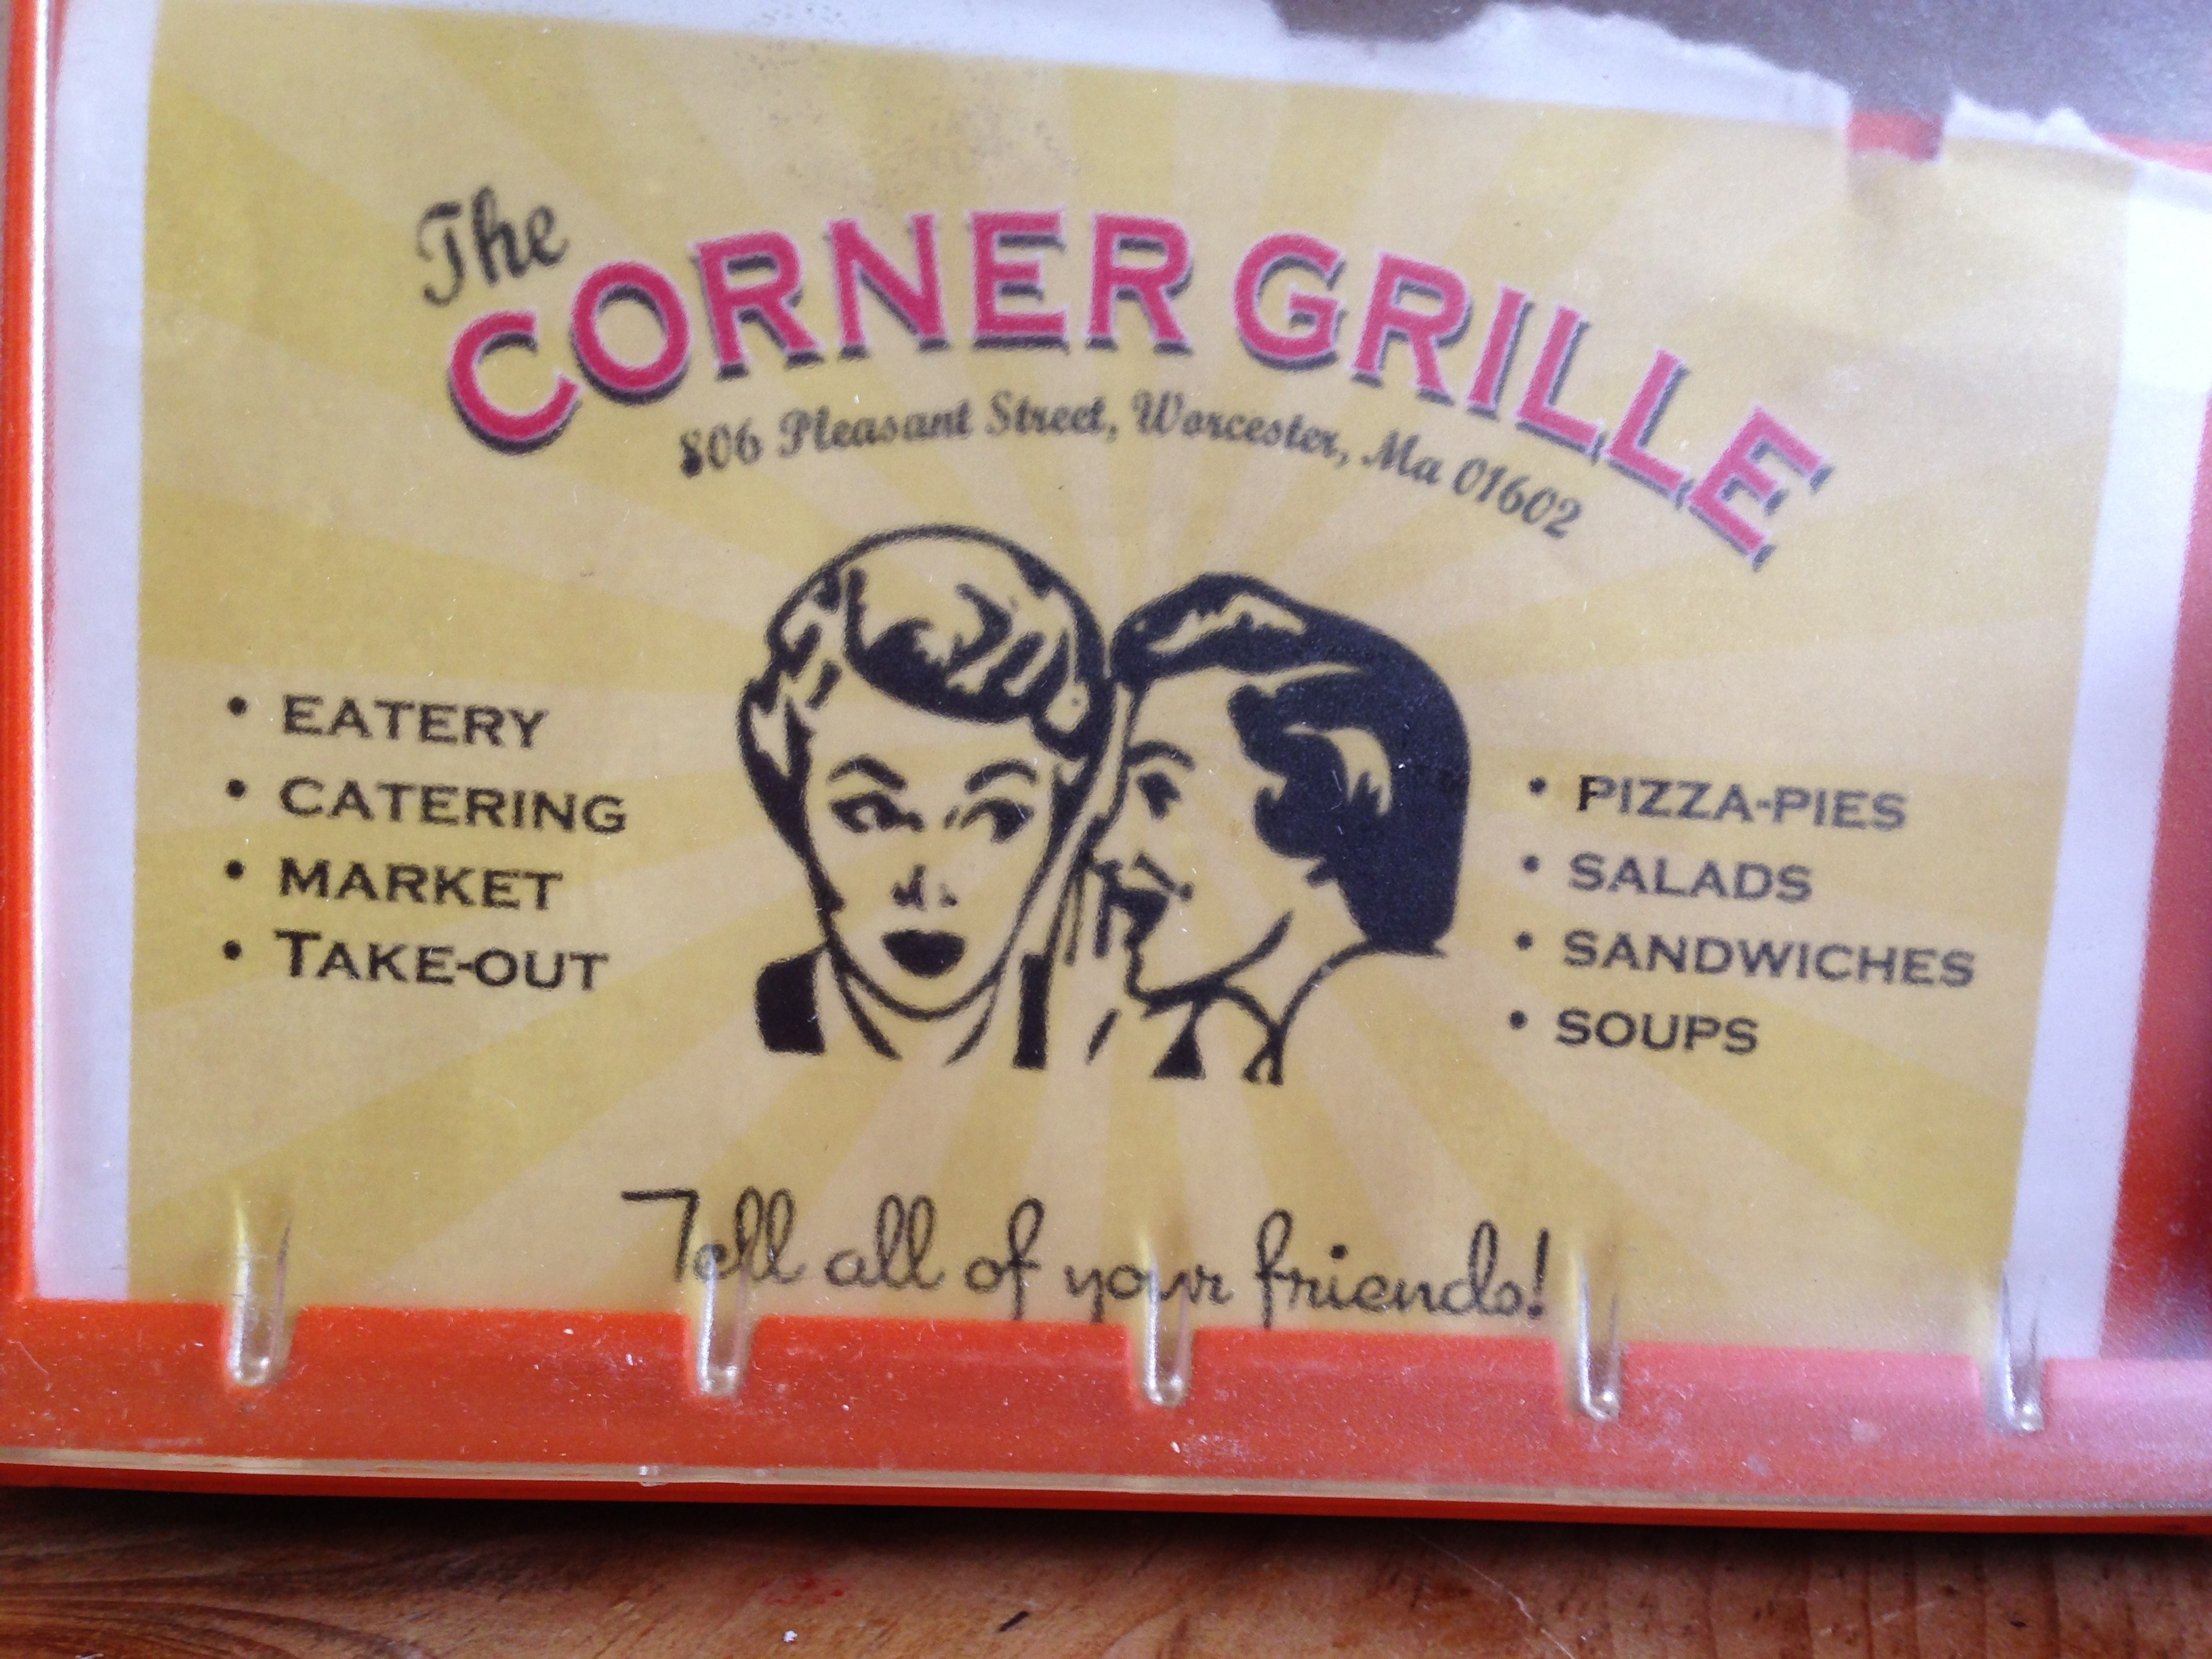 The
CORNER GRILLE
806 Pleasant Street, Worcester, Ma 01602
• EATERY
• CATERING
• MARKET
• TAKE-OUT
• PIZZA-PIES
• SALADS
• SANDWICHES
• SOUPS
Tell all of your friends!